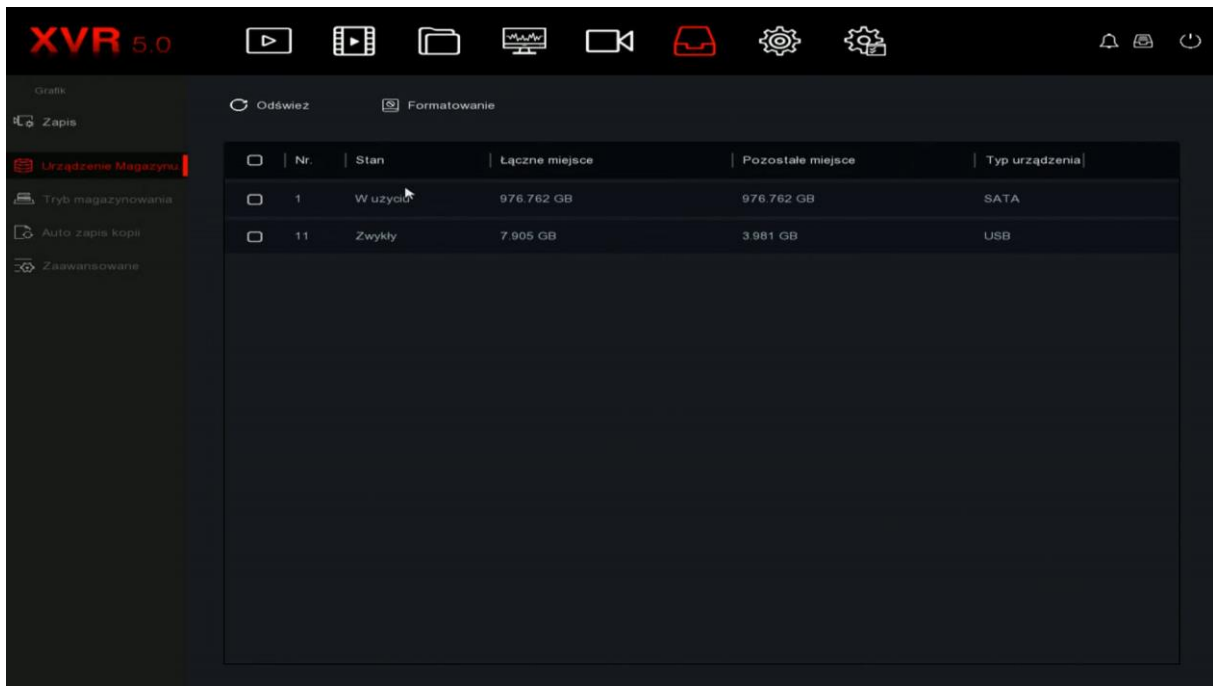 XVR 5.0
Grafik
Zapis
Urządzenie Magazynu
Tryb magazynowania
Auto zapis kopii
Zaawansowane
Odśwież Formatowanie
Nr. Stan Łączne miejsce Pozostałe miejsce Typ urządzenia
1 W uzyciu 976.762 GB 976.762 GB SATA
11 Zwykły 7.905 GB 3.981 GB USB